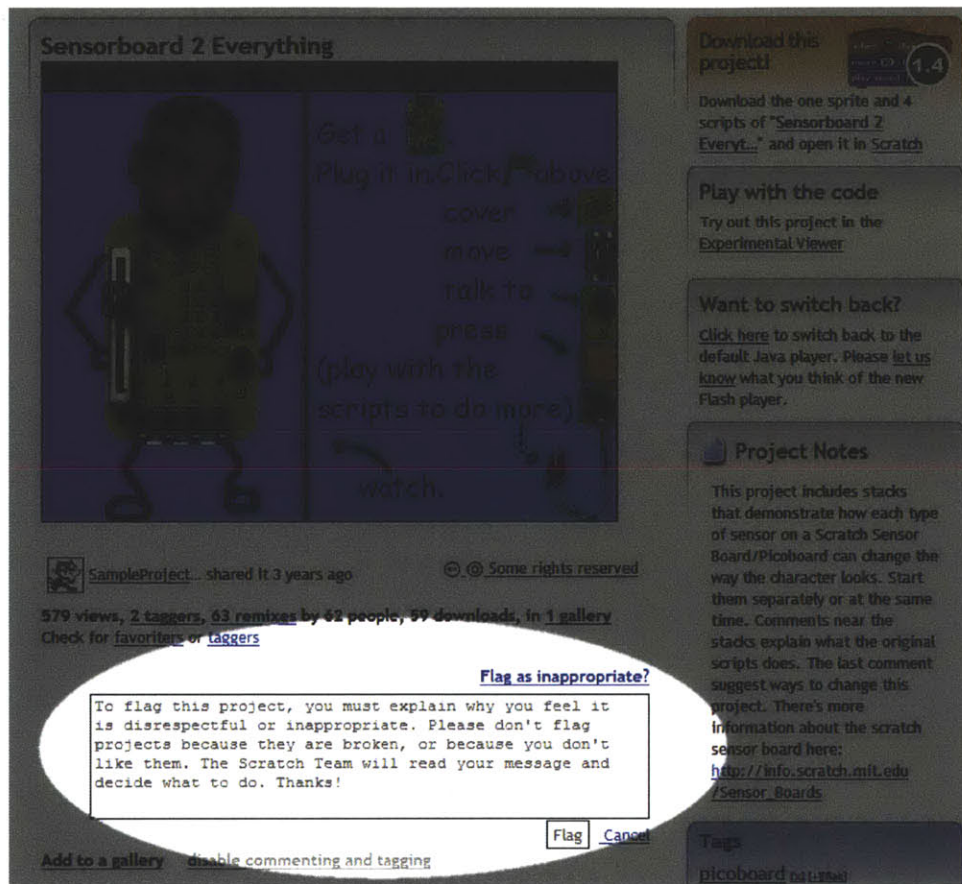 Sensorboard 2 Everything
Get a
Plug it in. Click above
cover
move
talk to
press
(play with the
scripts to do more)
watch.
SampleProject... shared it 3 years ago
Some rights reserved
579 views, 2 taggers, 63 remixes by 62 people, 59 downloads, in 1 gallery
Check for favoriters or taggers
Flag as inappropriate?
To flag this project, you must explain why you feel it
is disrespectful or inappropriate. Please don't flag
projects because they are broken, or because you don't
like them. The Scratch Team will read your message and
decide what to do. Thanks!
Flag Cancel
Add to a gallery disable commenting and tagging
Download this
project!
1.4
Download the one sprite and 4
scripts of "Sensorboard 2
Everyt..." and open it in Scratch
Play with the code
Try out this project in the
Experimental Viewer
Want to switch back?
Click here to switch back to the
default Java player. Please let us
know what you think of the new
Flash player.
Project Notes
This project includes stacks
that demonstrate how each type
of sensor on a Scratch Sensor
Board/Picoboard can change the
way the character looks. Start
them separately or at the same
time. Comments near the
stacks explain what the original
scripts does. The last comment
suggest ways to change this
project. There's more
information about the scratch
sensor board here:
http://info.scratch.mit.edu
/Sensor_Boards
Tags
picoboard